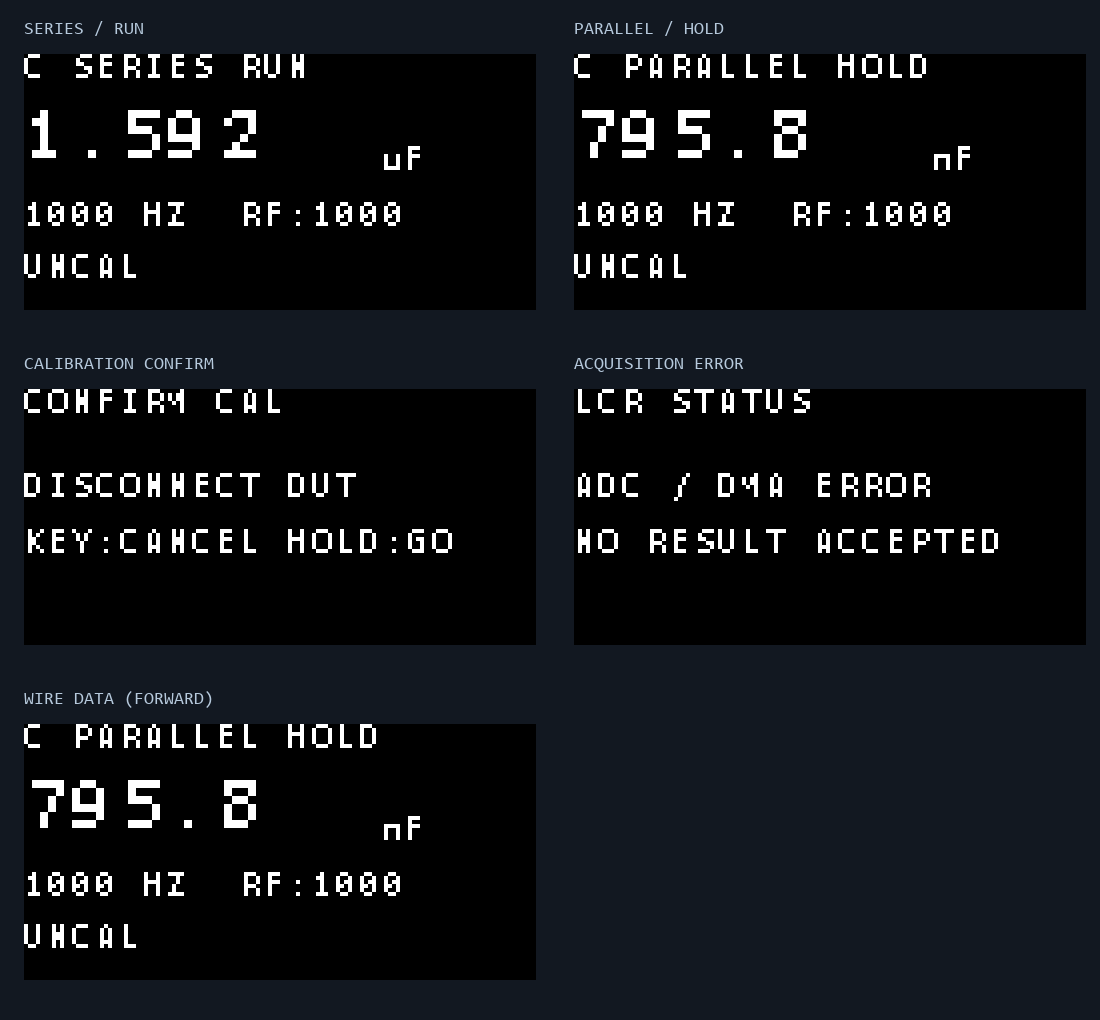 SERIES / RUN
C SERIES RUN
1.592 uF
1000 HZ RF:1000
UNCAL
PARALLEL / HOLD
C PARALLEL HOLD
795.8 nF
1000 HZ RF:1000
UNCAL
CALIBRATION CONFIRM
CONFIRM CAL
DISCONNECT DUT
KEY:CANCEL HOLD:GO
ACQUISITION ERROR
LCR STATUS
ADC / DMA ERROR
NO RESULT ACCEPTED
WIRE DATA (FORWARD)
C PARALLEL HOLD
795.8 nF
1000 HZ RF:1000
UNCAL